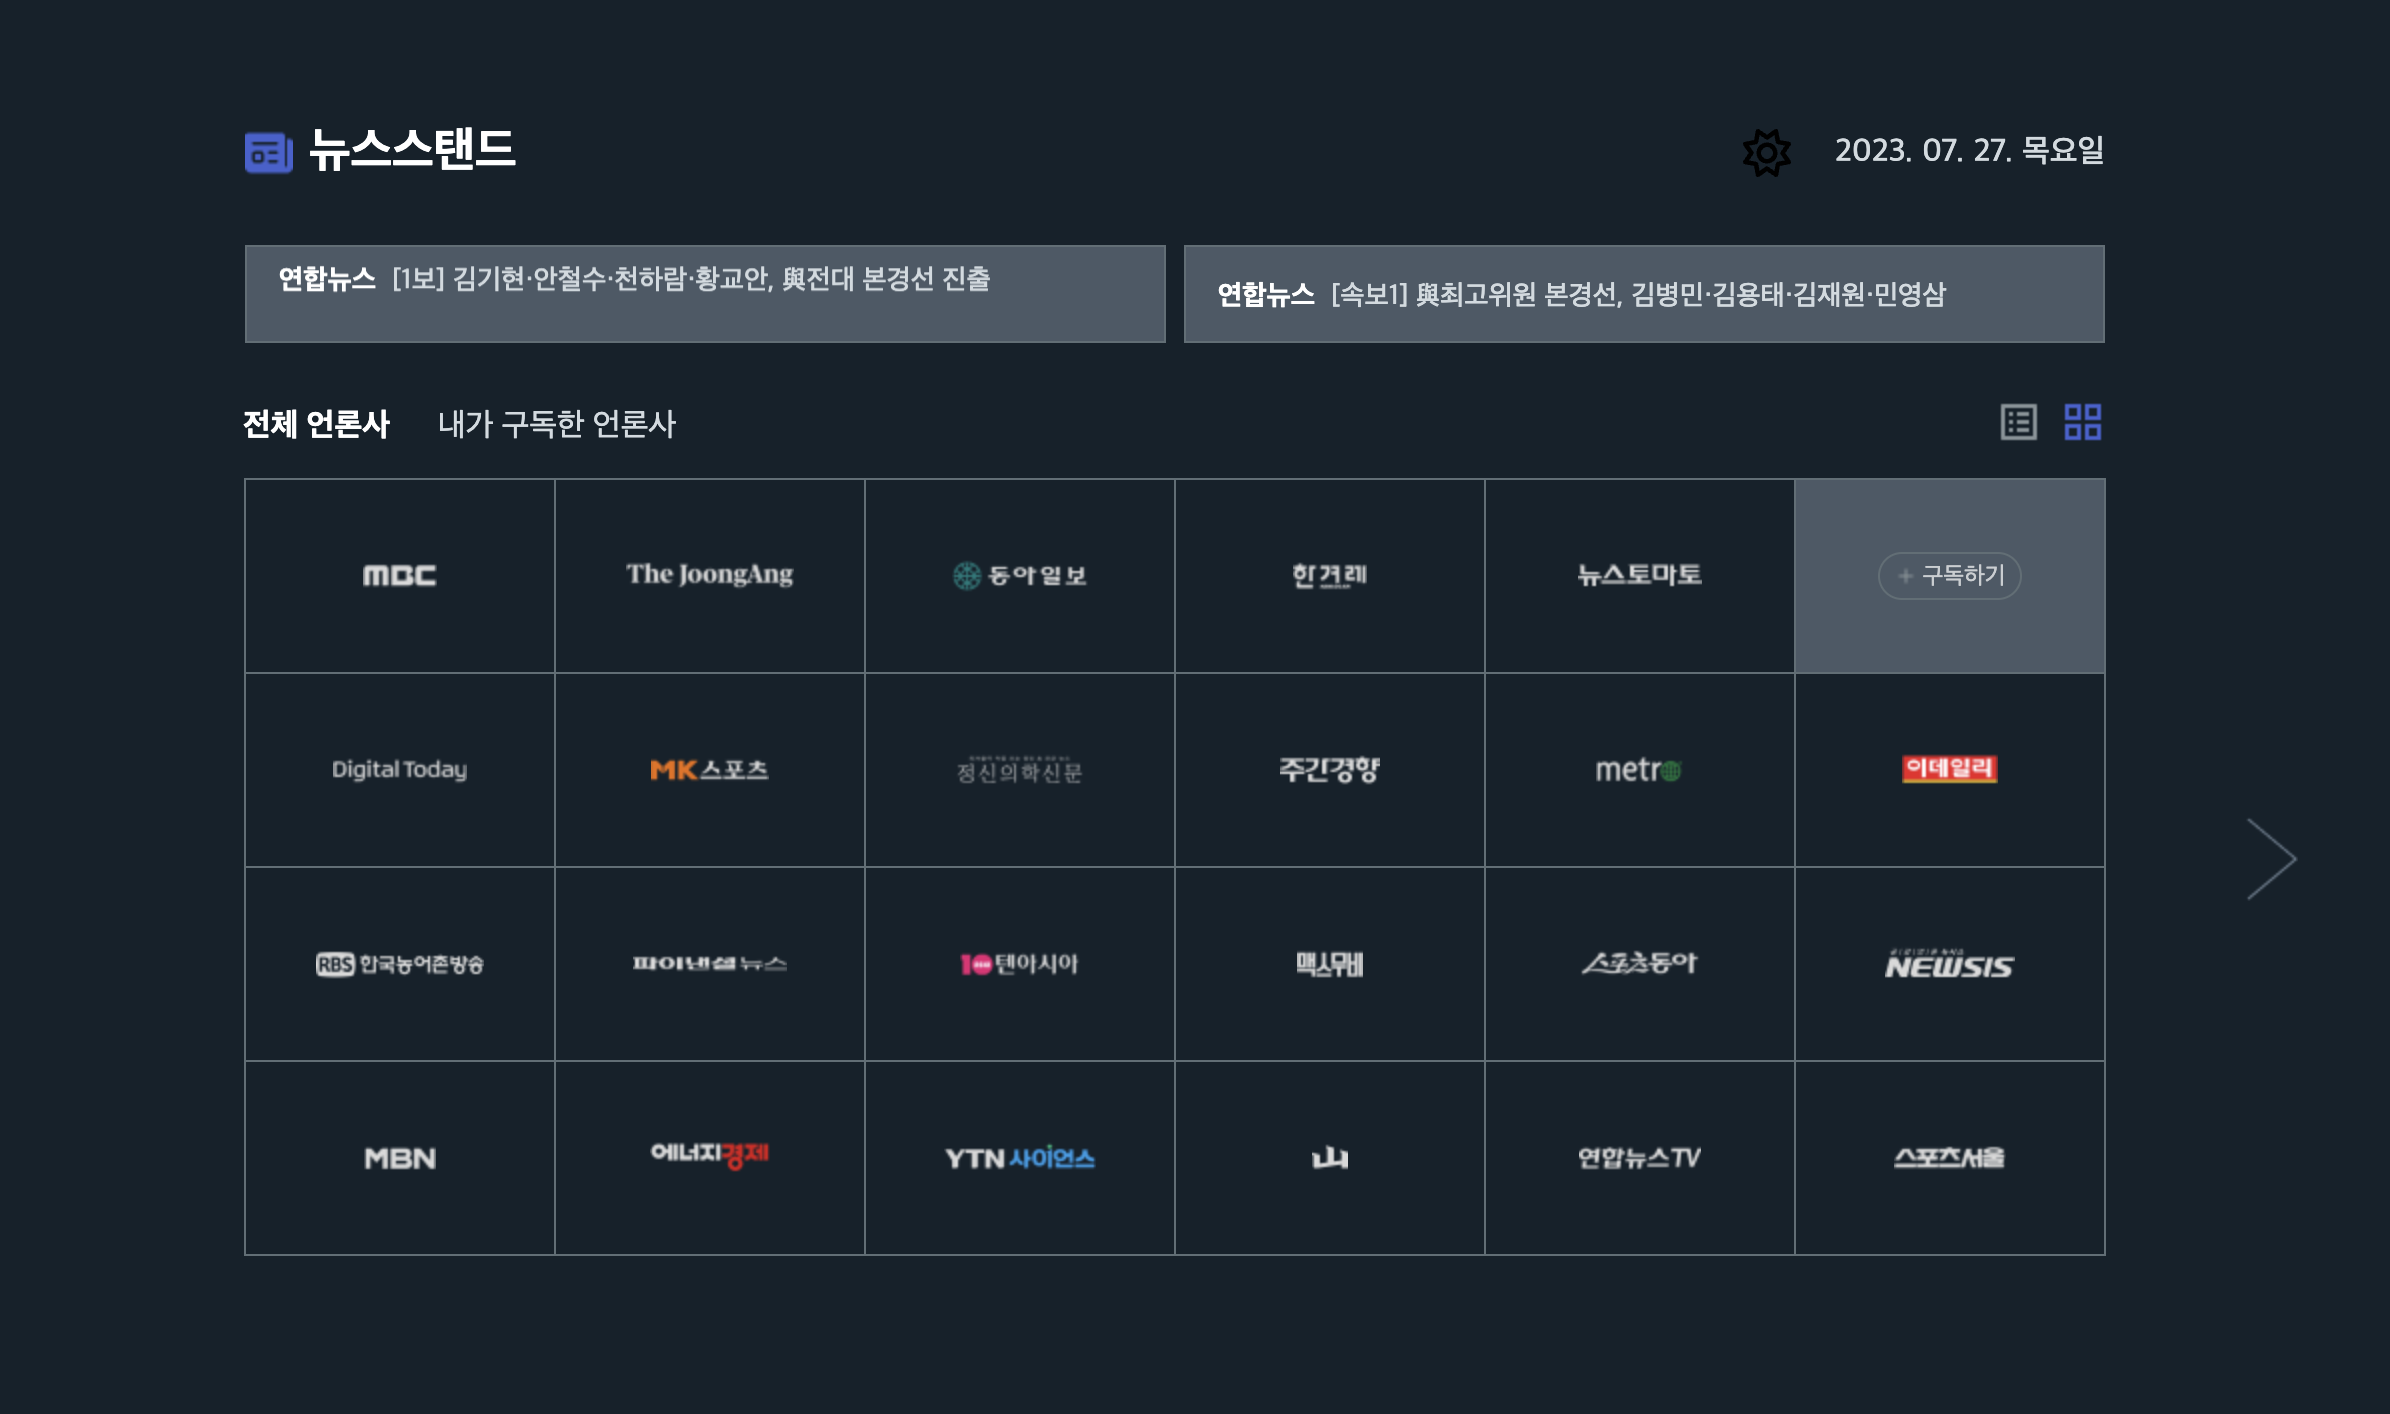 뉴스스탠드
2023. 07. 27. 목요일
연합뉴스 [1보] 김기현·안철수·천하람·황교안, 與전대 본경선 진출
연합뉴스 [속보1] 與최고위원 본경선, 김병민·김용태·김재원·민영삼
전체 언론사 내가 구독한 언론사
MBC
The JoongAng
동아일보
한겨레
뉴스토마토
+ 구독하기
Digital Today
MK스포츠
정신의학신문
주간경향
metro
이데일리
RBS 한국농어촌방송
파이낸셜뉴스
10 텐아시아
맥스무비
스포츠동아
NEWSIS
MBN
에너지경제
YTN 사이언스
山
연합뉴스TV
스포츠서울